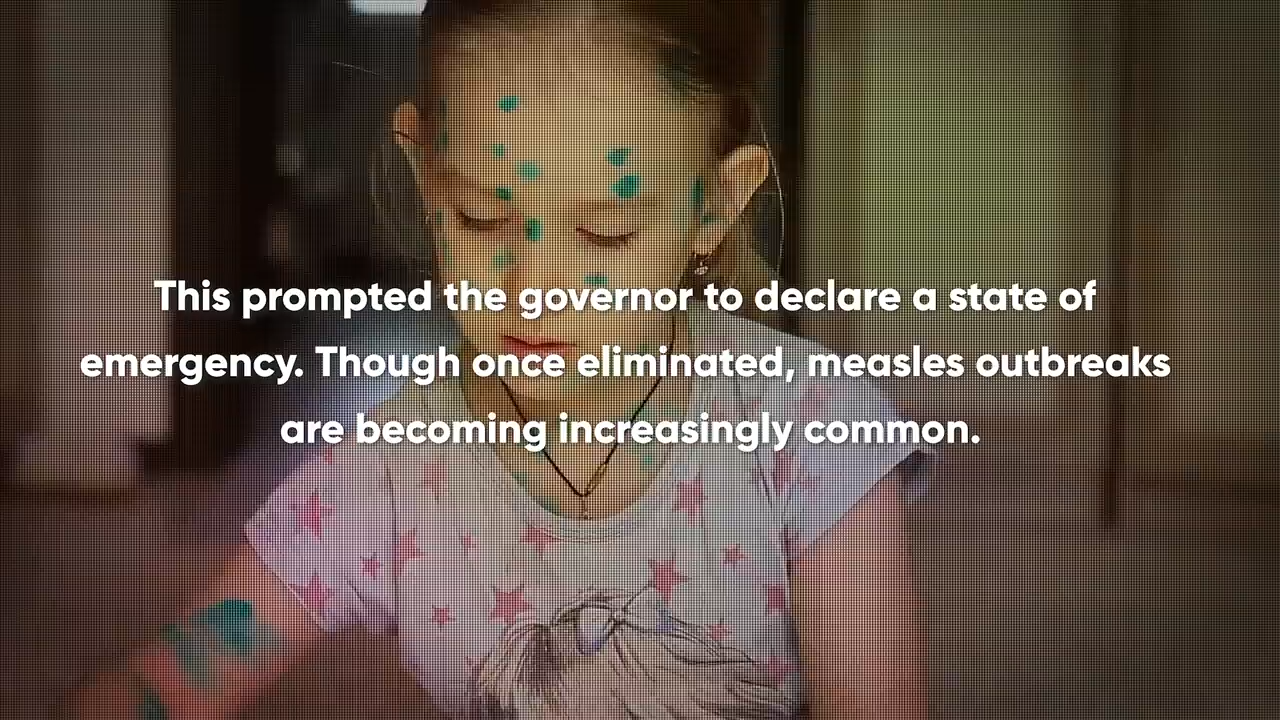 This prompted the governor to declare a state of
emergency. Though once eliminated, measles outbreaks
are becoming increasingly common.